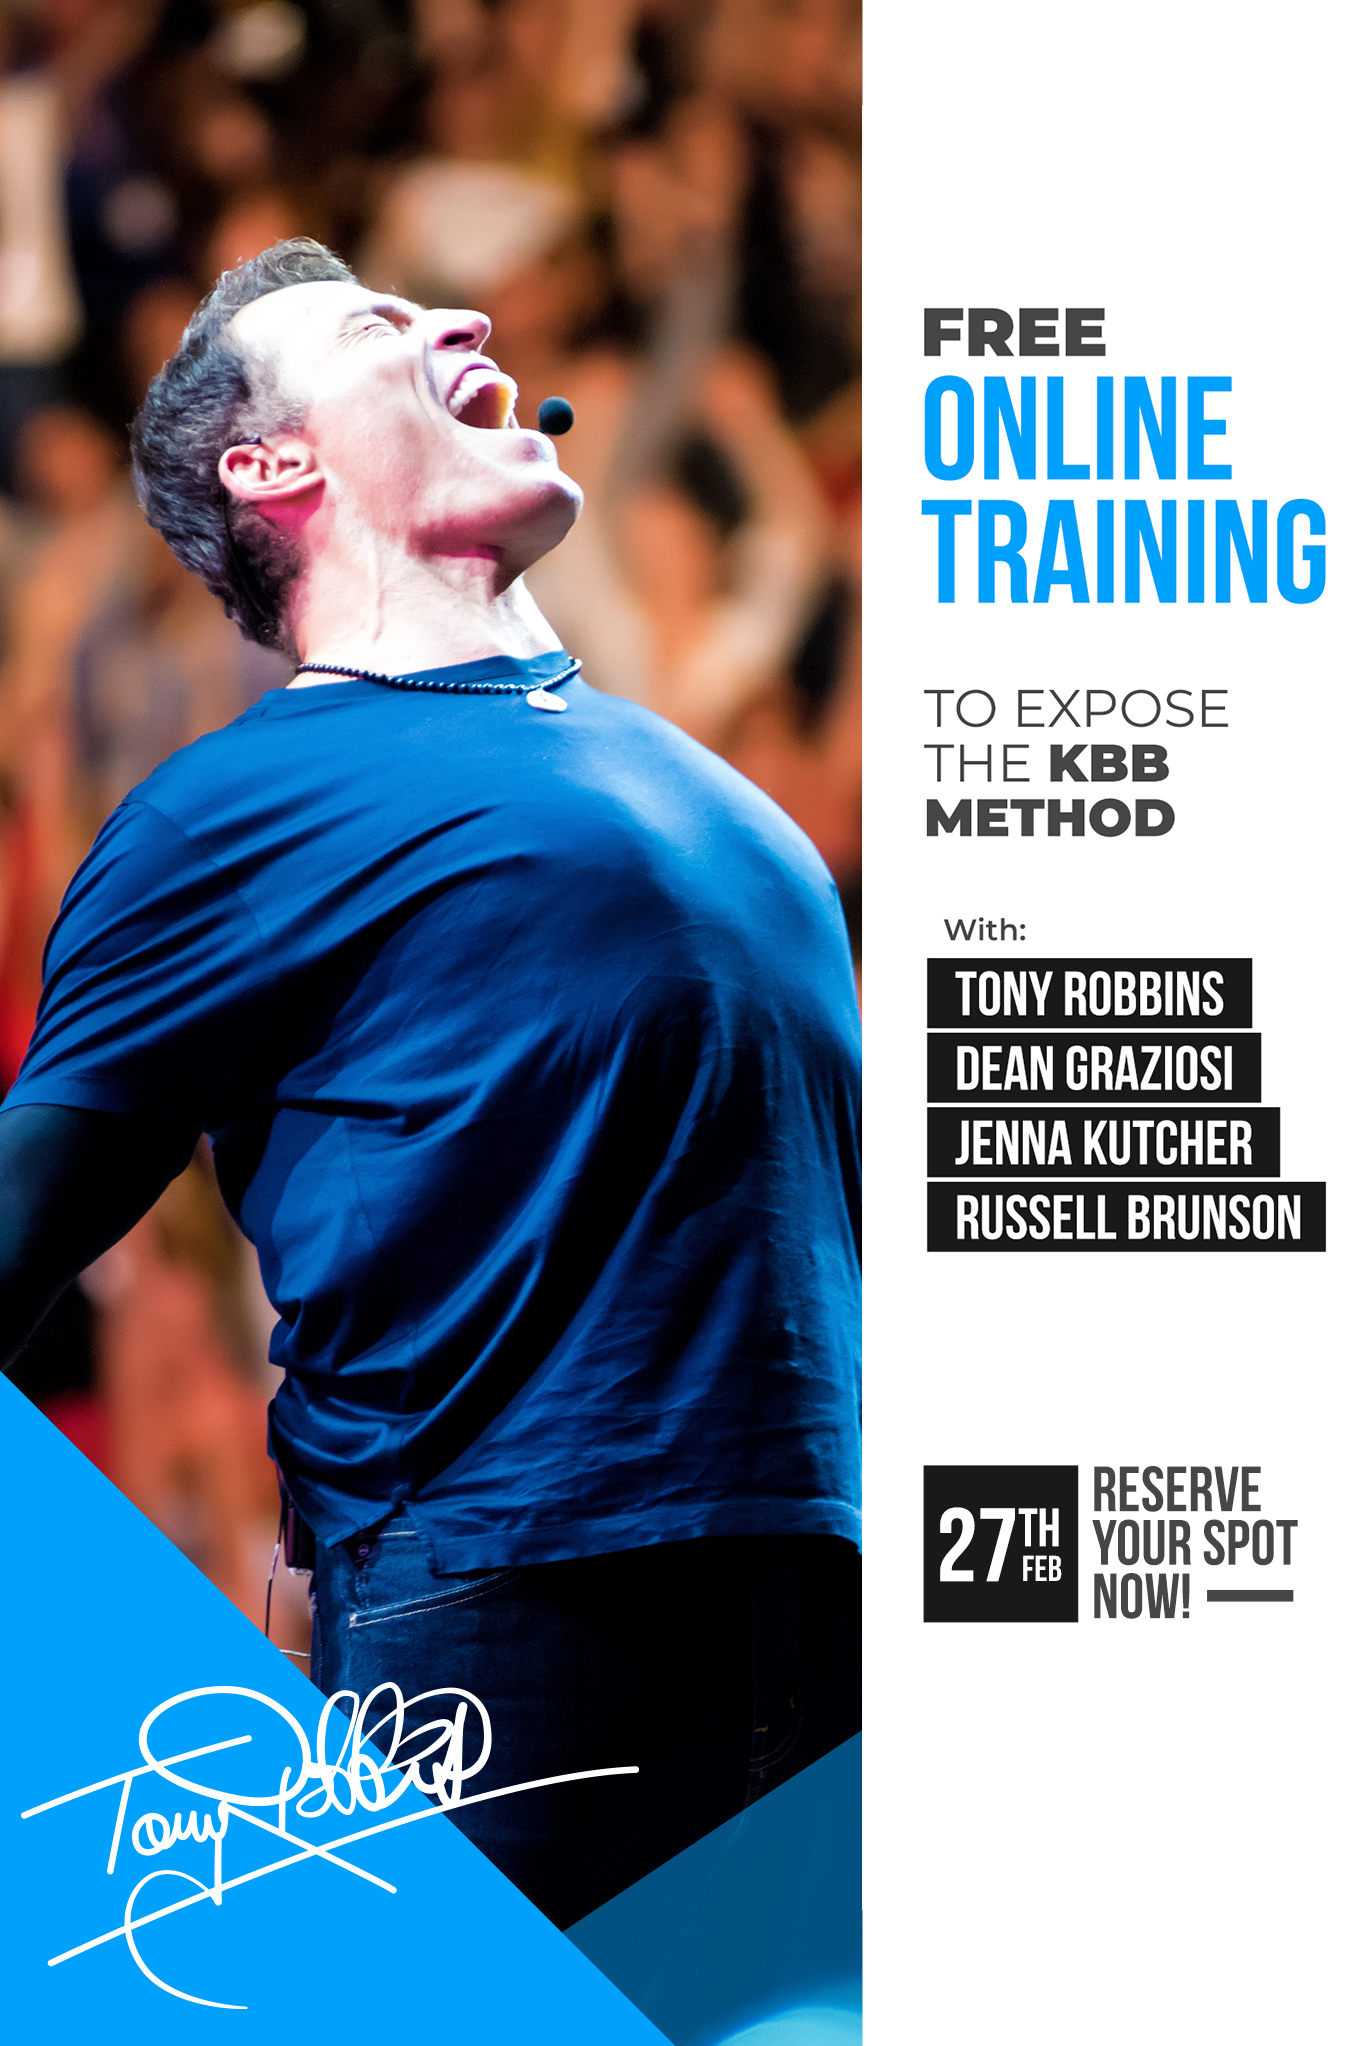 FREE
ONLINE
TRAINING
TO EXPOSE
THE KBB
METHOD
With:
TONY ROBBINS
DEAN GRAZIOSI
JENNA KUTCHER
RUSSELL BRUNSON
27TH
FEB
RESERVE
YOUR SPOT
NOW!
Tony Robbins